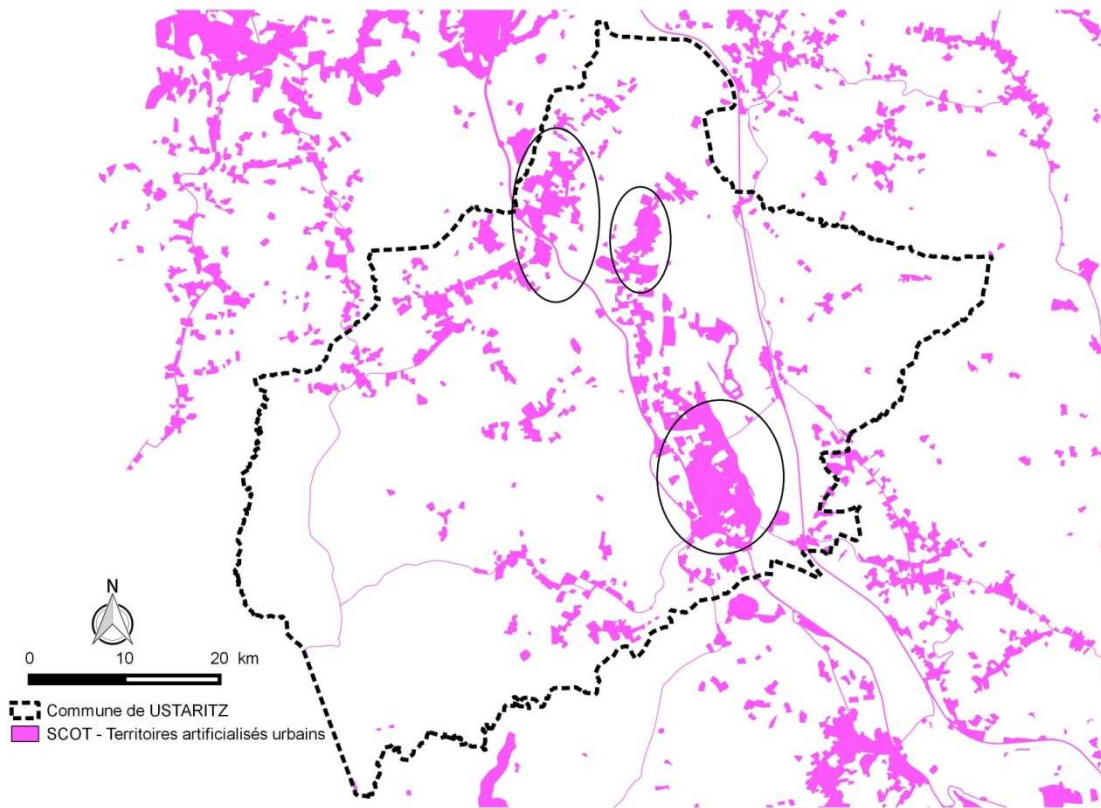 N
0 10 20 km
Commune de USTARITZ
SCOT - Territoires artificialisés urbains